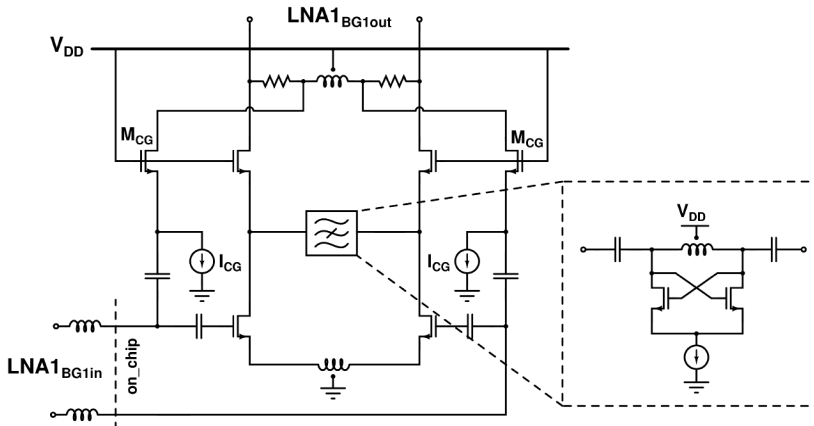 LNA1BG1out
VDD
MCG
MCG
VDD
ICG
ICG
on_chip
LNA1BG1in